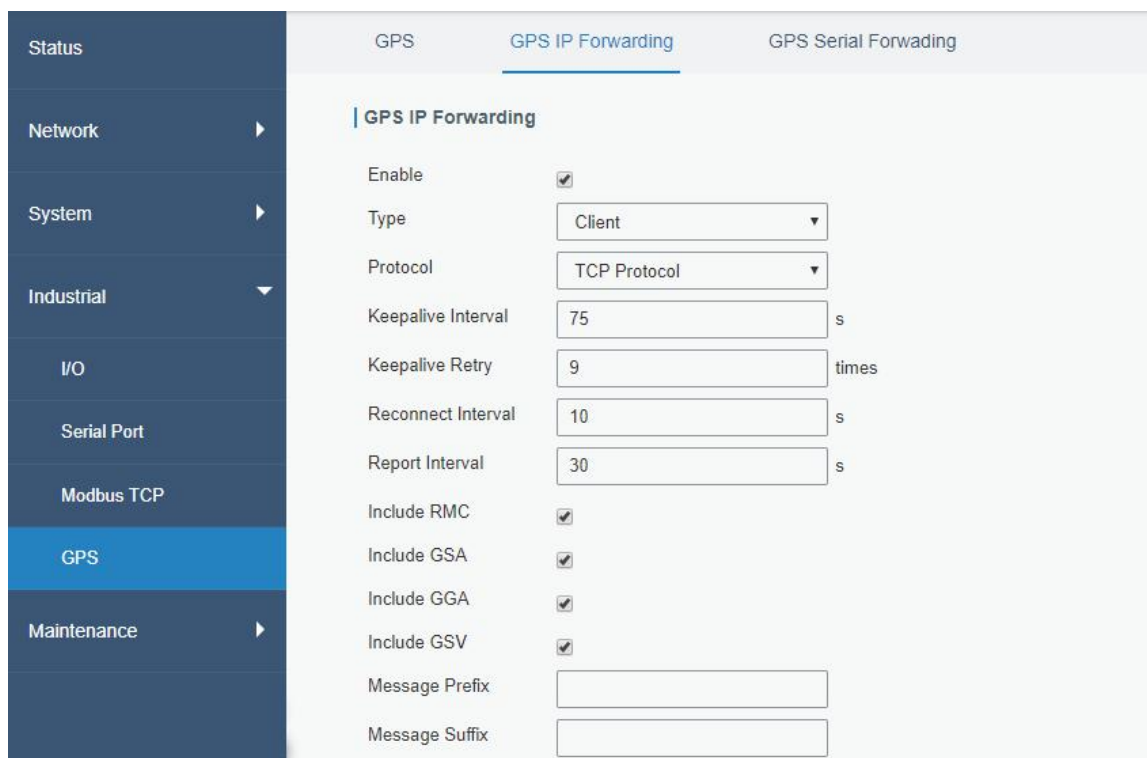 Status
Network
System
Industrial
I/O
Serial Port
Modbus TCP
GPS
Maintenance
GPS GPS IP Forwarding GPS Serial Forwading
GPS IP Forwarding
Enable
Type Client
Protocol TCP Protocol
Keepalive Interval 75 s
Keepalive Retry 9 times
Reconnect Interval 10 s
Report Interval 30 s
Include RMC
Include GSA
Include GGA
Include GSV
Message Prefix
Message Suffix